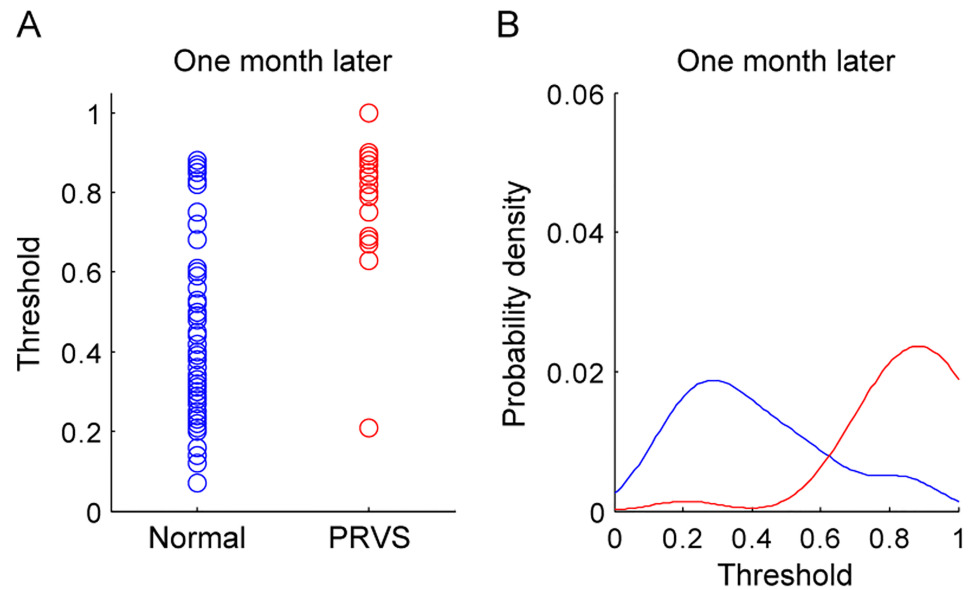 A
One month later
Threshold
1
0.8
0.6
0.4
0.2
0
Normal PRVS
B
One month later
Probability density
0.06
0.04
0.02
0
0 0.2 0.4 0.6 0.8 1
Threshold